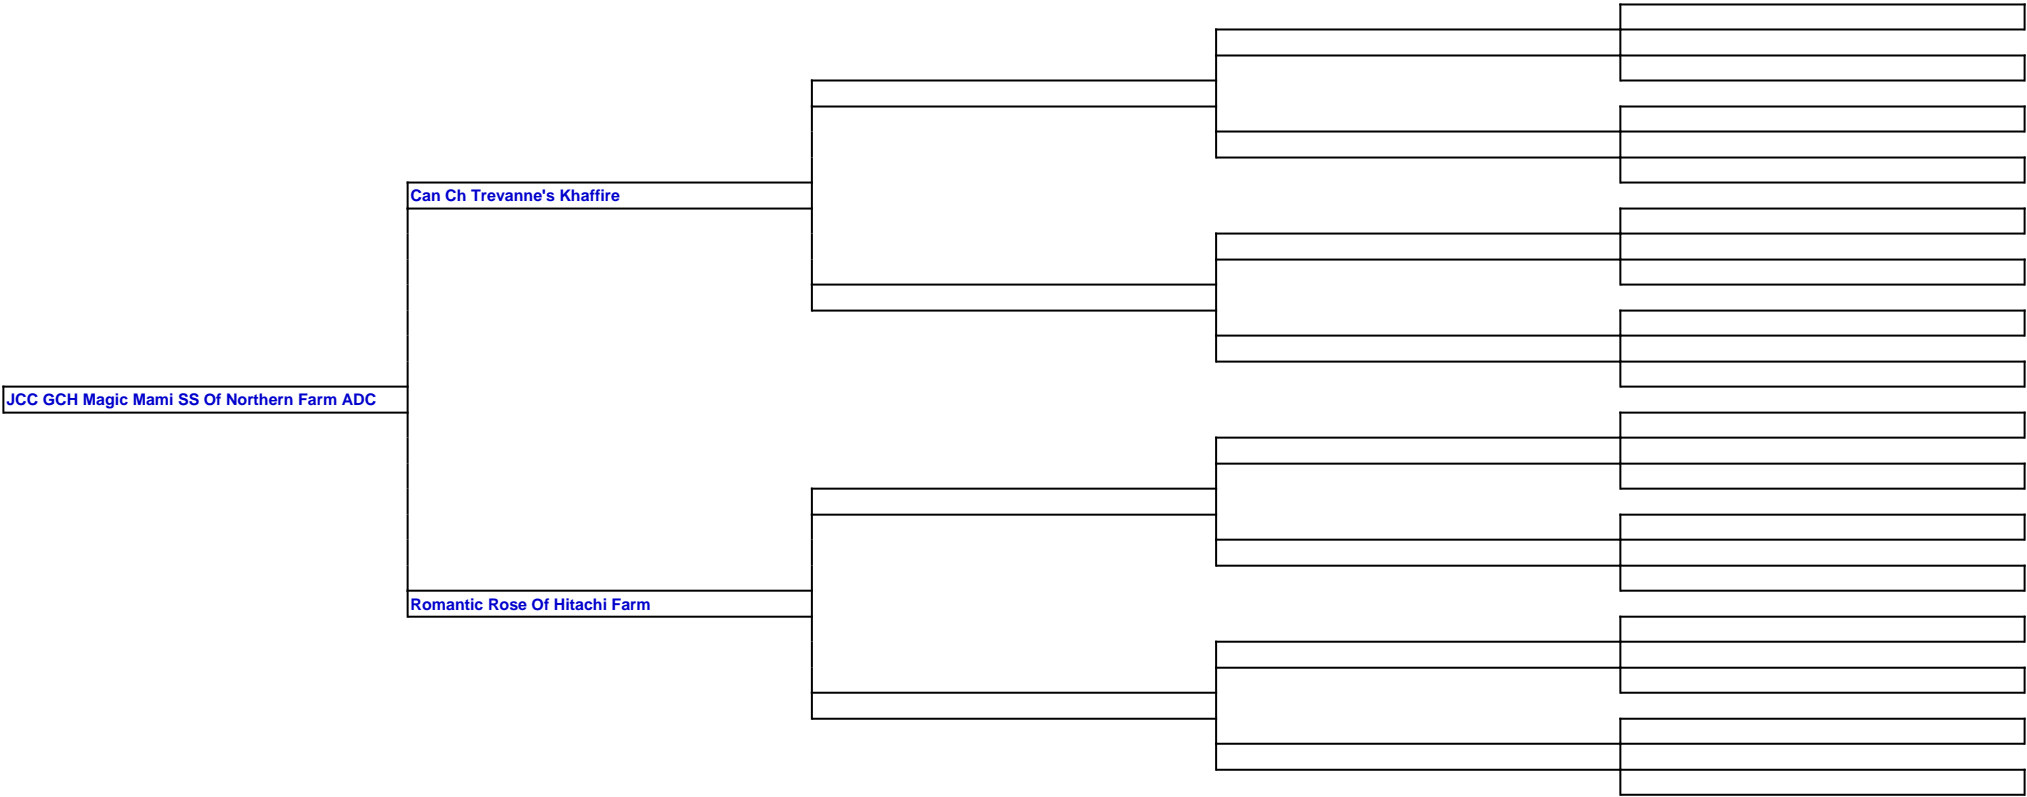 Can Ch Trevanne's Khaffire
JCC GCH Magic Mami SS Of Northern Farm ADC
Romantic Rose Of Hitachi Farm